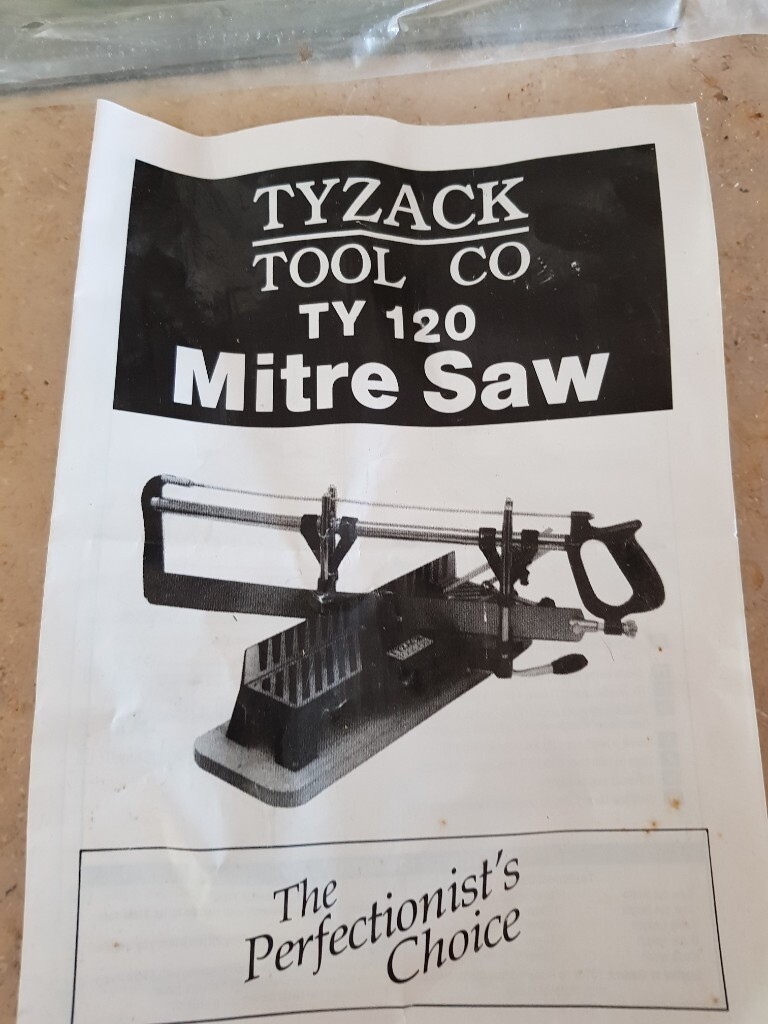 TYZACK
TOOL CO
TY 120
Mitre Saw
The
Perfectionist's
Choice